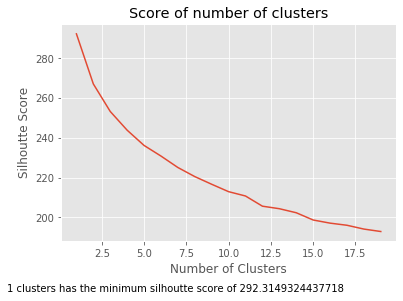 Score of number of clusters
Silhoutte Score
280
260
240
220
200
2.5 5.0 7.5 10.0 12.5 15.0 17.5
Number of Clusters
1 clusters has the minimum silhoutte score of 292.3149324437718